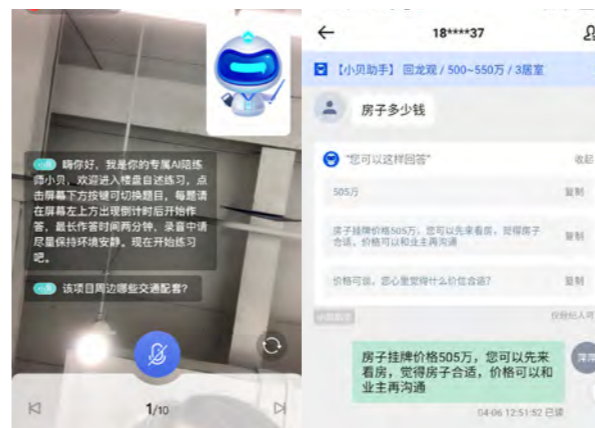 小贝 嗨你好，我是你的专属AI陪练
师小贝，欢迎进入楼盘自述练习，点
击屏幕下方按键可切换题目，每题请
在屏幕左上方出现倒计时后开始作
答，最长作答时间两分钟，录音中请
尽量保持环境安静。现在开始练习
吧。
小贝 该项目周边哪些交通配套？
1/10
18****37
【小贝助手】 回龙观 / 500~550万 / 3居室
房子多少钱
"您可以这样回答"
收起
505万
复制
房子挂牌价格505万，您可以先来看房，觉得房子
合适，价格可以和业主再沟通
复制
价格可谈，您心里觉得什么价位合适？
复制
房子挂牌价格505万，您可以先来
看房，觉得房子合适，价格可以和
业主再沟通
04-06 12:51:52 已读